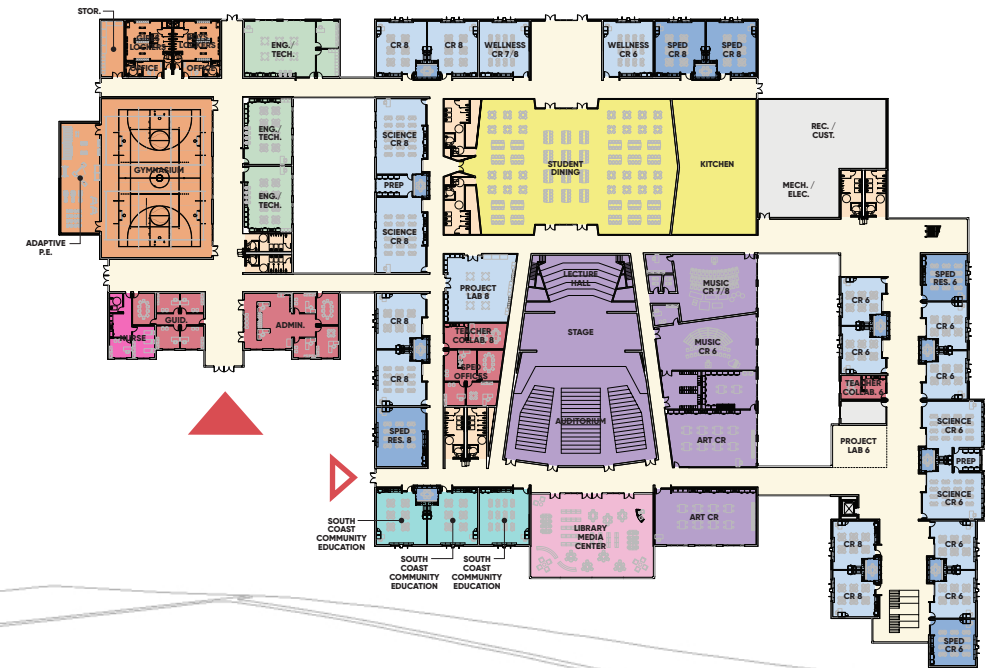 STOR.
GIRLS
LOCKERS
LOCKERS
OFFICE
OFFICE
ENG./
TECH.
CR 8
CR 8
WELLNESS
CR 7/8
WELLNESS
CR 6
SPED
CR 8
SPED
CR 8
GYMNASIUM
ADAPTIVE
P.E.
ENG./
TECH.
ENG./
TECH.
SCIENCE
CR 8
PREP
SCIENCE
CR 8
STUDENT
DINING
KITCHEN
REC. /
CUST.
MECH. /
ELEC.
NURSE
GUID.
ADMIN.
CR 8
CR 8
SPED
RES. 8
PROJECT
LAB 8
TEACHER
COLLAB. 8
SPED
OFFICES
LECTURE
HALL
STAGE
AUDITORIUM
MUSIC
CR 7/8
MUSIC
CR 6
ART CR
CR 6
CR 6
TEACHER
COLLAB. 6
PROJECT
LAB 6
SPED
RES. 6
CR 6
CR 6
SCIENCE
CR 6
PREP
SCIENCE
CR 6
SOUTH
COAST
COMMUNITY
EDUCATION
SOUTH
COAST
COMMUNITY
EDUCATION
SOUTH
COAST
COMMUNITY
EDUCATION
LIBRARY
MEDIA
CENTER
ART CR
CR 8
CR 8
CR 6
CR 6
SPED
CR 6